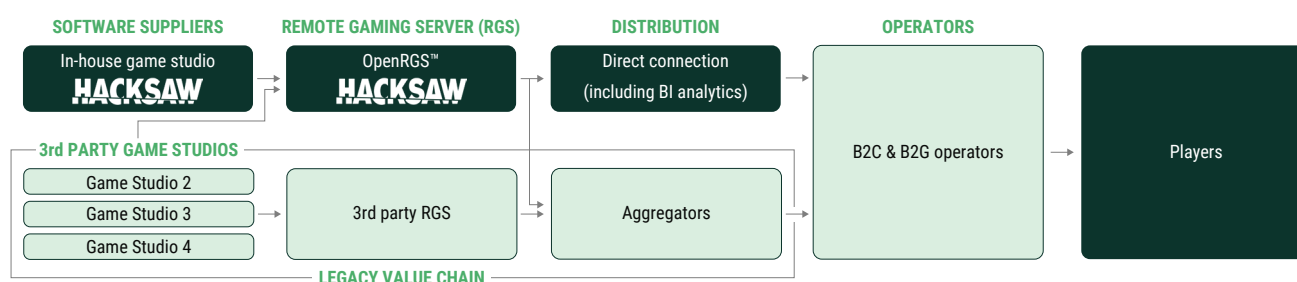 SOFTWARE SUPPLIERS
REMOTE GAMING SERVER (RGS)
DISTRIBUTION
OPERATORS
In-house game studio
HACKSAW
OpenRGS™
HACKSAW
Direct connection
(including BI analytics)
B2C & B2G operators
Players
3rd PARTY GAME STUDIOS
Game Studio 2
Game Studio 3
Game Studio 4
3rd party RGS
Aggregators
LEGACY VALUE CHAIN